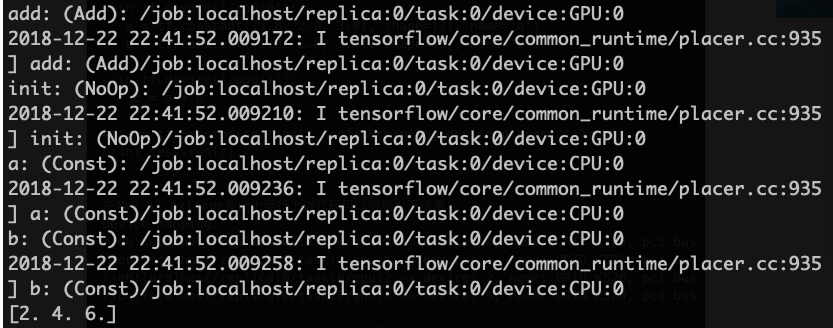 add: (Add): /job:localhost/replica:0/task:0/device:GPU:0
2018-12-22 22:41:52.009172: I tensorflow/core/common_runtime/placer.cc:935
] add: (Add)/job:localhost/replica:0/task:0/device:GPU:0
init: (NoOp): /job:localhost/replica:0/task:0/device:GPU:0
2018-12-22 22:41:52.009210: I tensorflow/core/common_runtime/placer.cc:935
] init: (NoOp)/job:localhost/replica:0/task:0/device:GPU:0
a: (Const): /job:localhost/replica:0/task:0/device:CPU:0
2018-12-22 22:41:52.009236: I tensorflow/core/common_runtime/placer.cc:935
] a: (Const)/job:localhost/replica:0/task:0/device:CPU:0
b: (Const): /job:localhost/replica:0/task:0/device:CPU:0
2018-12-22 22:41:52.009258: I tensorflow/core/common_runtime/placer.cc:935
] b: (Const)/job:localhost/replica:0/task:0/device:CPU:0
[2. 4. 6.]